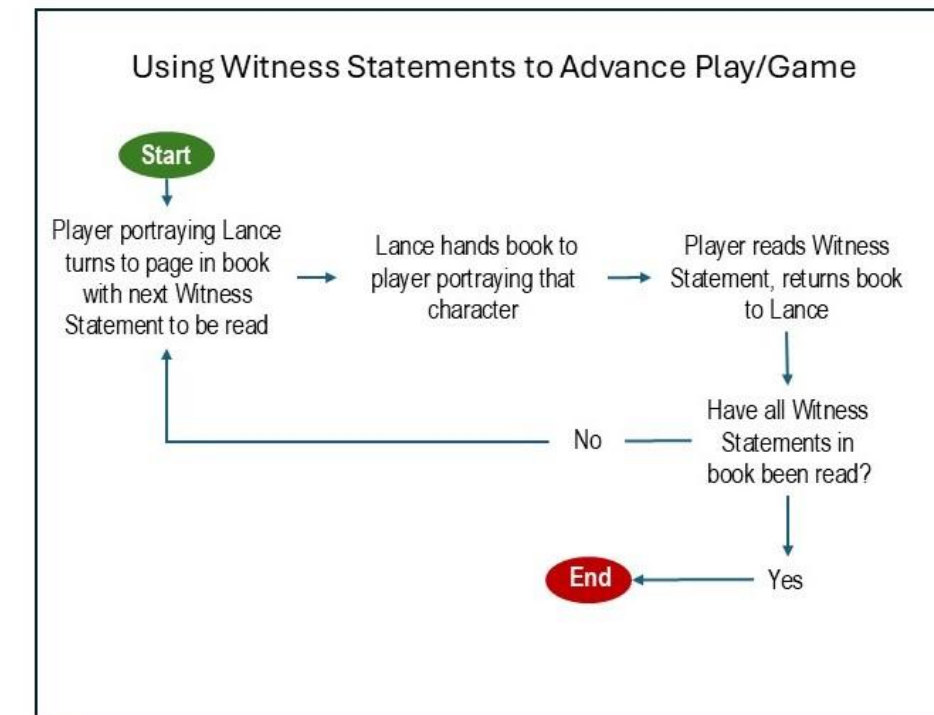 Using Witness Statements to Advance Play/Game
Start
Player portraying Lance
turns to page in book
with next Witness
Statement to be read
Lance hands book to
player portraying that
character
Player reads Witness
Statement, returns book
to Lance
Have all Witness
Statements in
book been read?
No
Yes
End